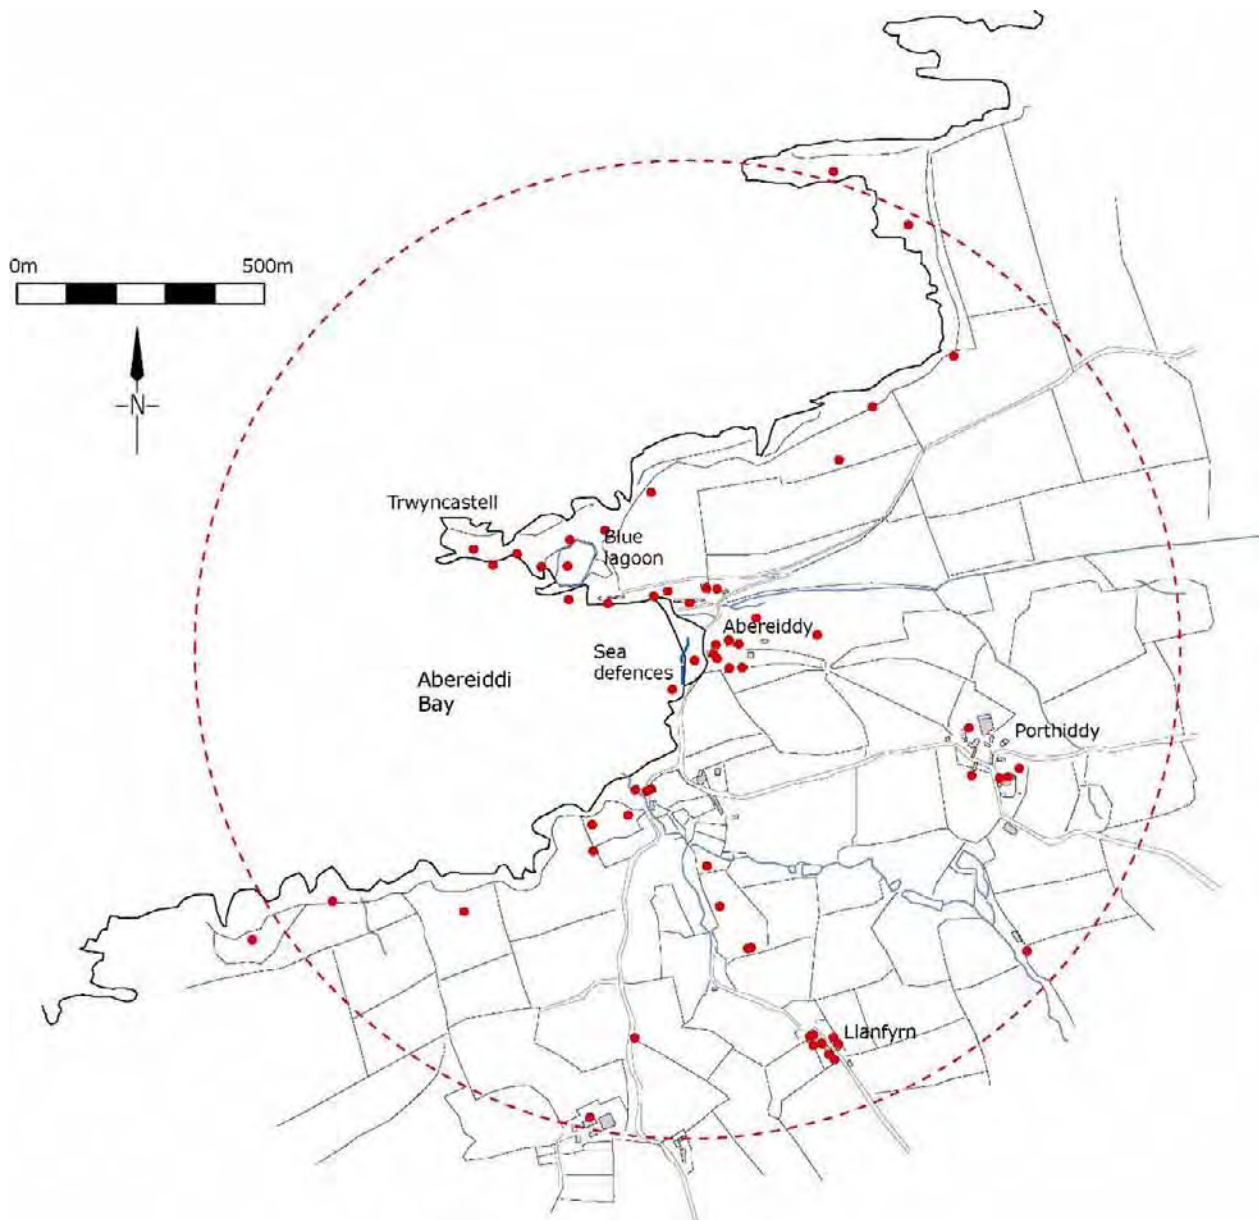 0m 500m
N
Trwyncastell
Blue
lagoon
Abereiddy
Sea
defences
Abereiddi
Bay
Porthiddy
Llanfyrn